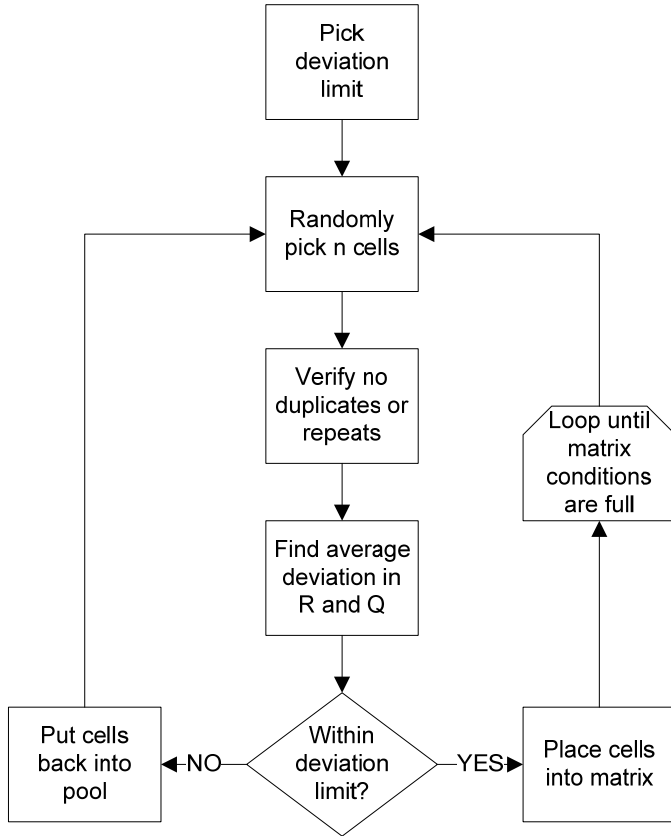 Pick
deviation
limit
Randomly
pick n cells
Verify no
duplicates or
repeats
Loop until
matrix
conditions
are full
Find average
deviation in
R and Q
Put cells
back into
pool
NO
Within
deviation
limit?
YES
Place cells
into matrix